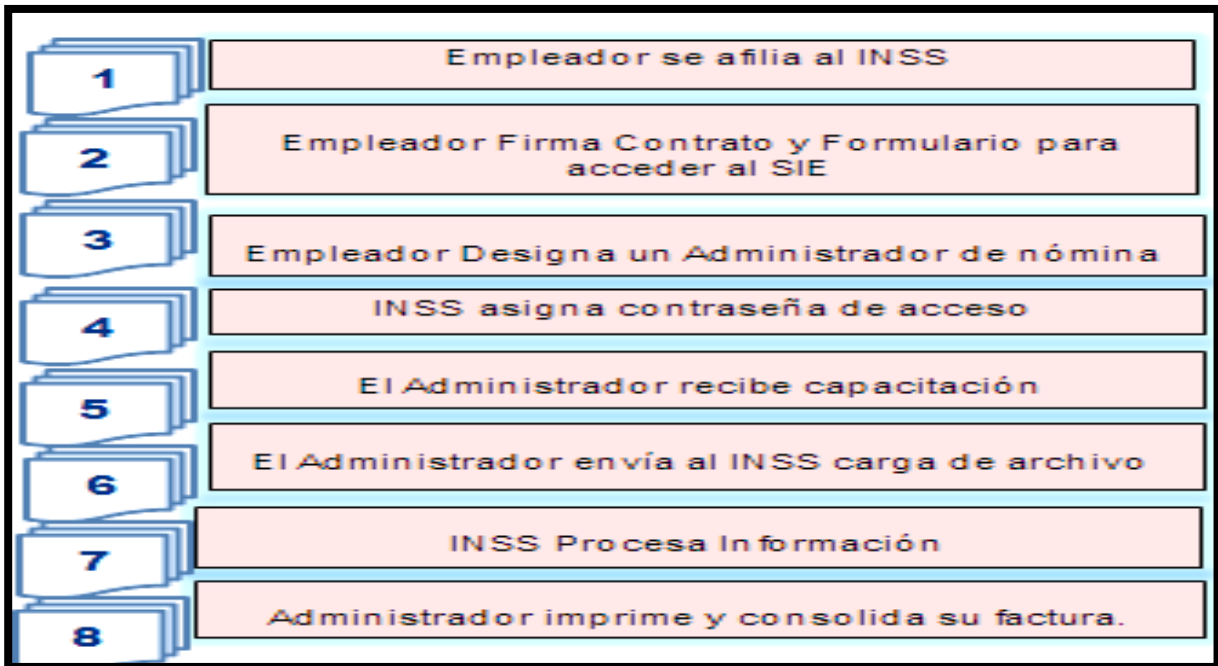 1
Empleador se afilia al INSS
2
Empleador Firma Contrato y Formulario para
acceder al SIE
3
Empleador Designa un Administrador de nómina
4
INSS asigna contraseña de acceso
5
El Administrador recibe capacitación
6
El Administrador envía al INSS carga de archivo
7
INSS Procesa Información
8
Administrador imprime y consolida su factura.